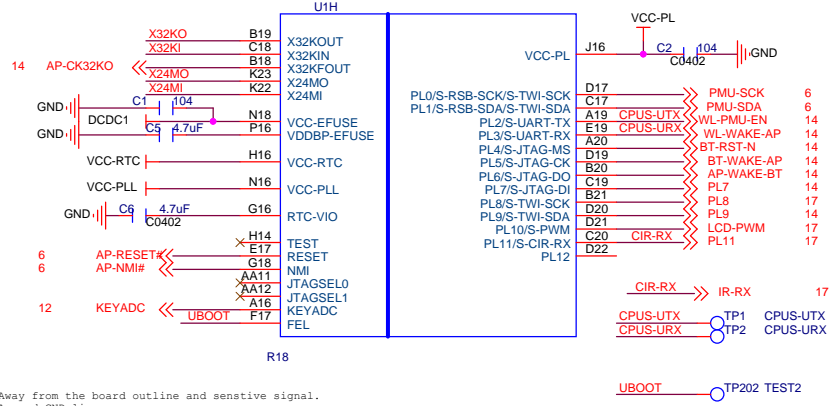 U1H
X32KO B19 X32KOUT
X32KI C18 X32KIN
14 AP-CK32KO B18 X32KFOUT
X24MO K23 X24MO
X24MI K22 X24MI
GND C1 104
DCDC1 N18 VCC-EFUSE
GND C5 4.7uF P16 VDDBP-EFUSE
VCC-RTC H16 VCC-RTC
VCC-PLL N16 VCC-PLL
GND C6 4.7uF G16 RTC-VIO
C0402
H14 TEST
6 AP-RESET# E17 RESET
6 AP-NMI# G18 NMI
AA11 JTAGSEL0
AA12 JTAGSEL1
12 KEYADC A16 KEYADC
UBOOT F17 FEL
R18
VCC-PL
VCC-PL J16 C2 104 GND
C0402
PL0/S-RSB-SCK/S-TWI-SCK D17 PMU-SCK 6
PL1/S-RSB-SDA/S-TWI-SDA C17 PMU-SDA 6
PL2/S-UART-TX A19 CPUS-UTX WL-PMU-EN 14
PL3/S-UART-RX E19 CPUS-URX WL-WAKE-AP 14
PL4/S-JTAG-MS A20 BT-RST-N 14
PL5/S-JTAG-CK D19 BT-WAKE-AP 14
PL6/S-JTAG-DO B20 AP-WAKE-BT 14
PL7/S-JTAG-DI C19 PL7 14
PL8/S-TWI-SCK B21 PL8 17
PL9/S-TWI-SDA D20 PL9 14
PL10/S-PWM D21 LCD-PWM 17
PL11/S-CIR-RX C20 CIR-RX PL11 17
PL12 D22
CIR-RX IR-RX 17
CPUS-UTX TP1 CPUS-UTX
CPUS-URX TP2 CPUS-URX
UBOOT TP202 TEST2
Away from the board outline and senstive signal.